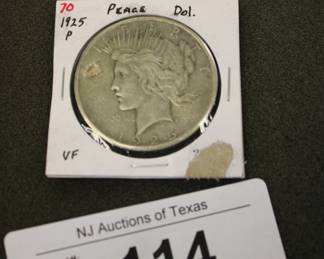 70 PEACE DOL.
1925
P
VF
NJ Auctions of Texas
114